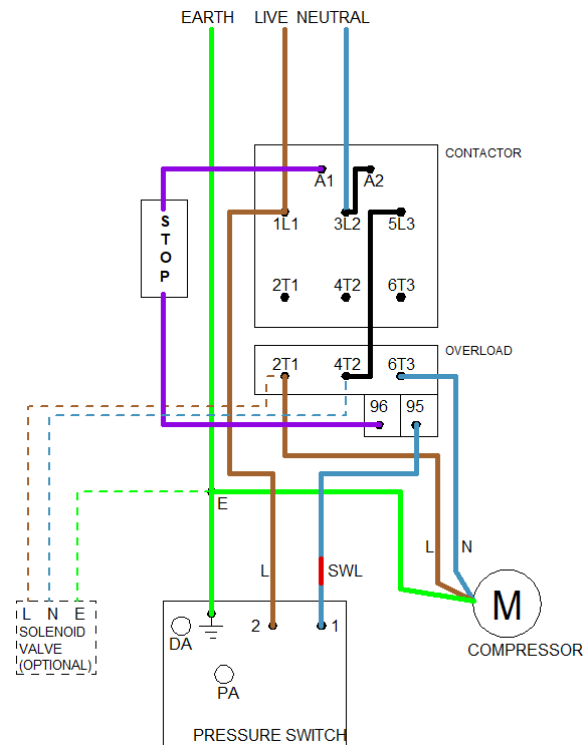 EARTH LIVE NEUTRAL
CONTACTOR
A1 A2
1L1 3L2 5L3
S
T
O
P
2T1 4T2 6T3
OVERLOAD
2T1 4T2 6T3
96 95
E
L N
L SWL
L N E
SOLENOID
VALVE
(OPTIONAL)
DA
2 1
PA
M
COMPRESSOR
PRESSURE SWITCH